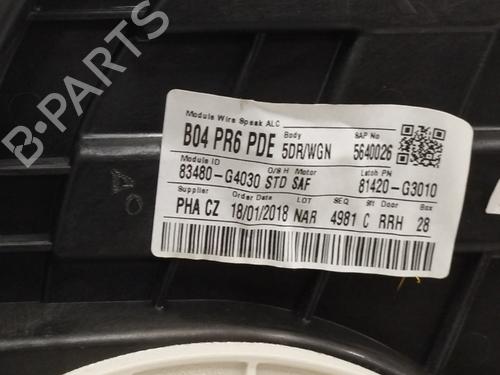 Module Wire Speak ALC Body SAP No
B04 PR6 PDE 5DR/WGN 5640026
Module ID O/S H Motor Latch PN
83480-G4030 STD SAF 81420-G3010
Supplier Order Date LOT SEQ Sft Door Box
PHA CZ 18/01/2018 NAR 4981 C RRH 28
B-PARTS